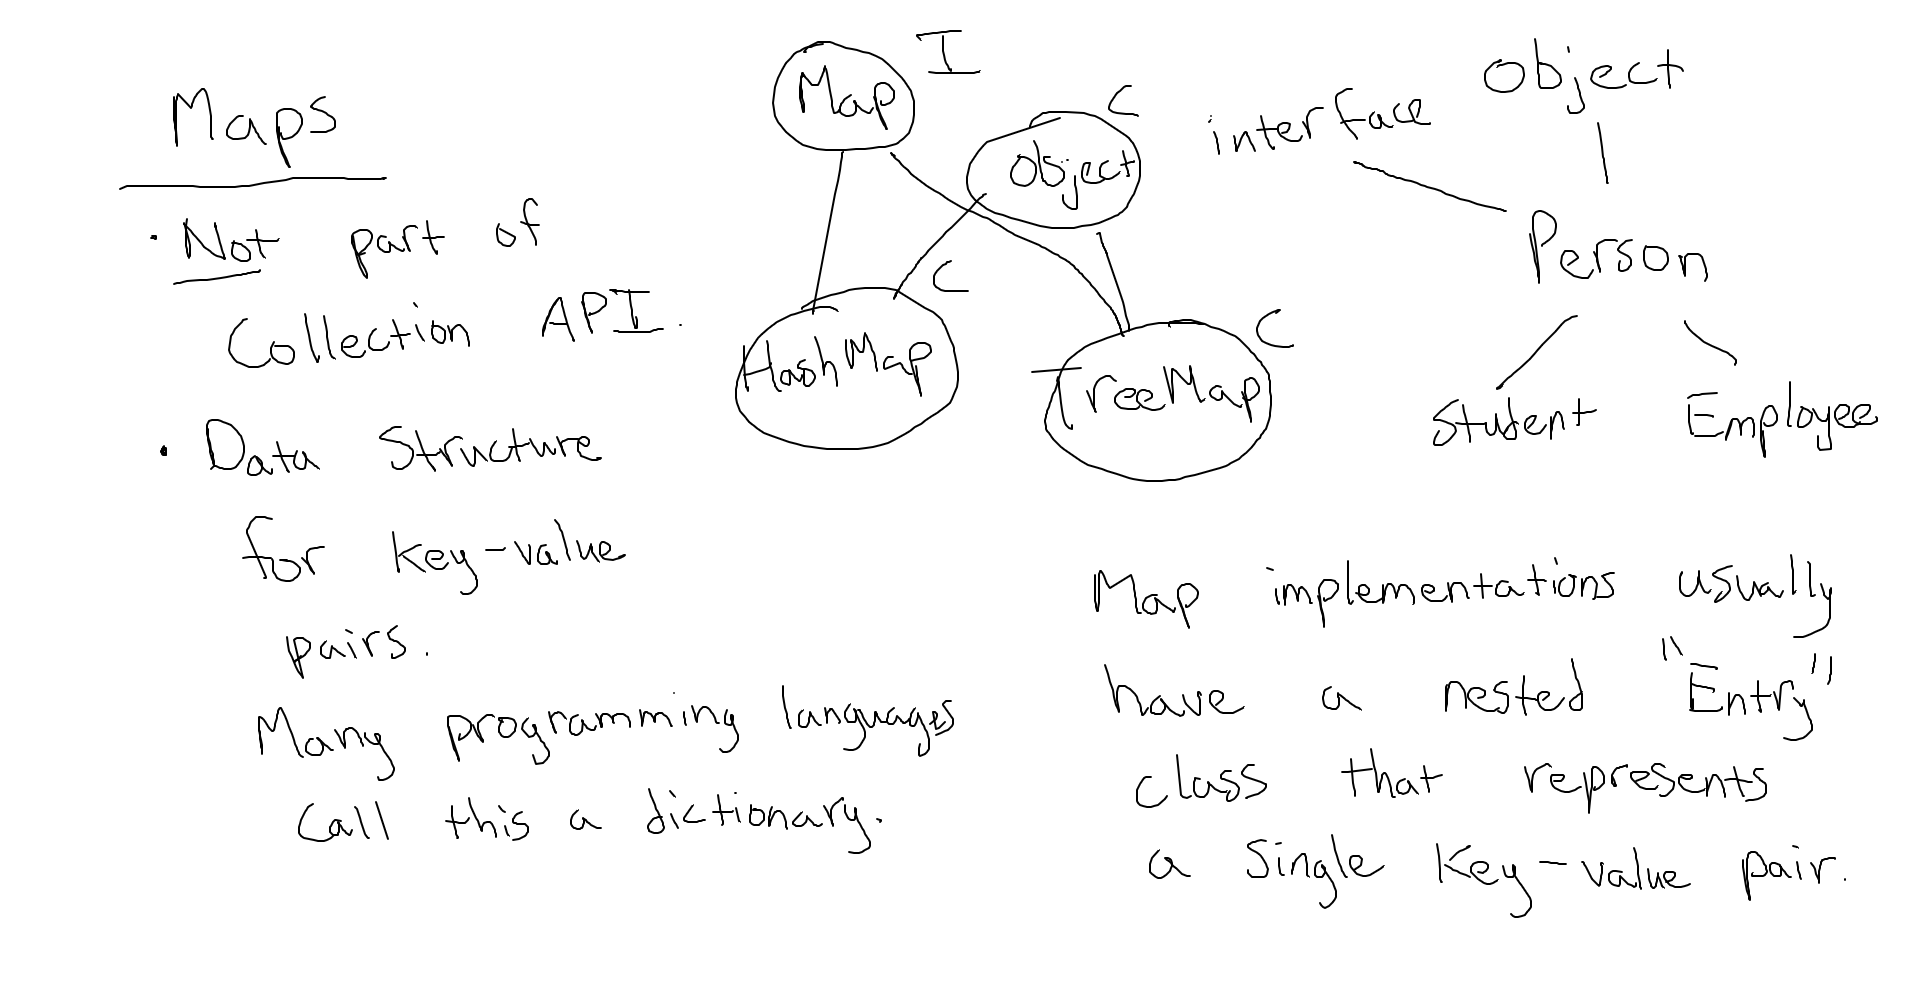 Maps
• Not part of
Collection API.
• Data Structure
for key-value
pairs.
Many programming languages
call this a dictionary.
Map I
Object C
HashMap C
TreeMap C
interface
Object
Person
Student
Employee
Map implementations usually
have a nested "Entry"
class that represents
a single key-value pair.